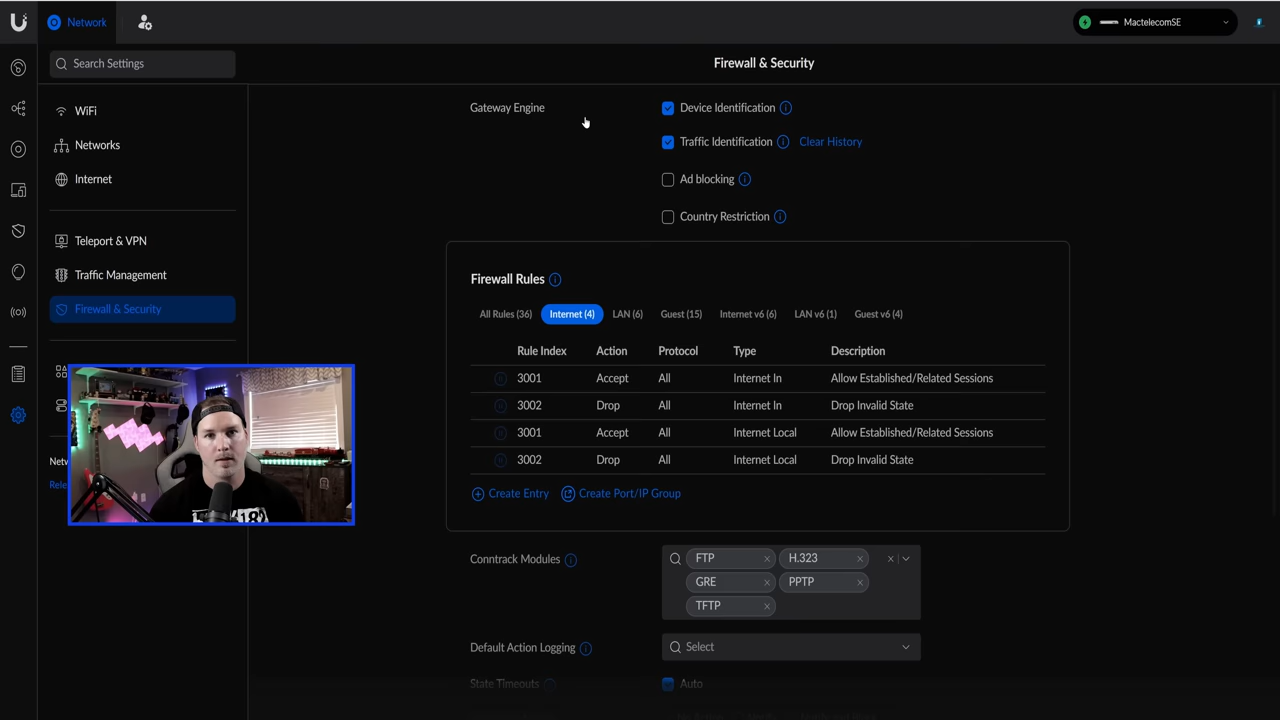 Network
MactelecomSE
Search Settings
Firewall & Security
WiFi
Networks
Internet
Teleport & VPN
Traffic Management
Firewall & Security
Netw
Rele
Gateway Engine
Device Identification
Traffic Identification Clear History
Ad blocking
Country Restriction
Firewall Rules
All Rules (36) Internet (4) LAN (6) Guest (15) Internet v6 (6) LAN v6 (1) Guest v6 (4)
Rule Index Action Protocol Type Description
3001 Accept All Internet In Allow Established/Related Sessions
3002 Drop All Internet In Drop Invalid State
3001 Accept All Internet Local Allow Established/Related Sessions
3002 Drop All Internet Local Drop Invalid State
Create Entry Create Port/IP Group
Conntrack Modules
FTP H.323
GRE PPTP
TFTP
Default Action Logging Select
State Timeouts Auto